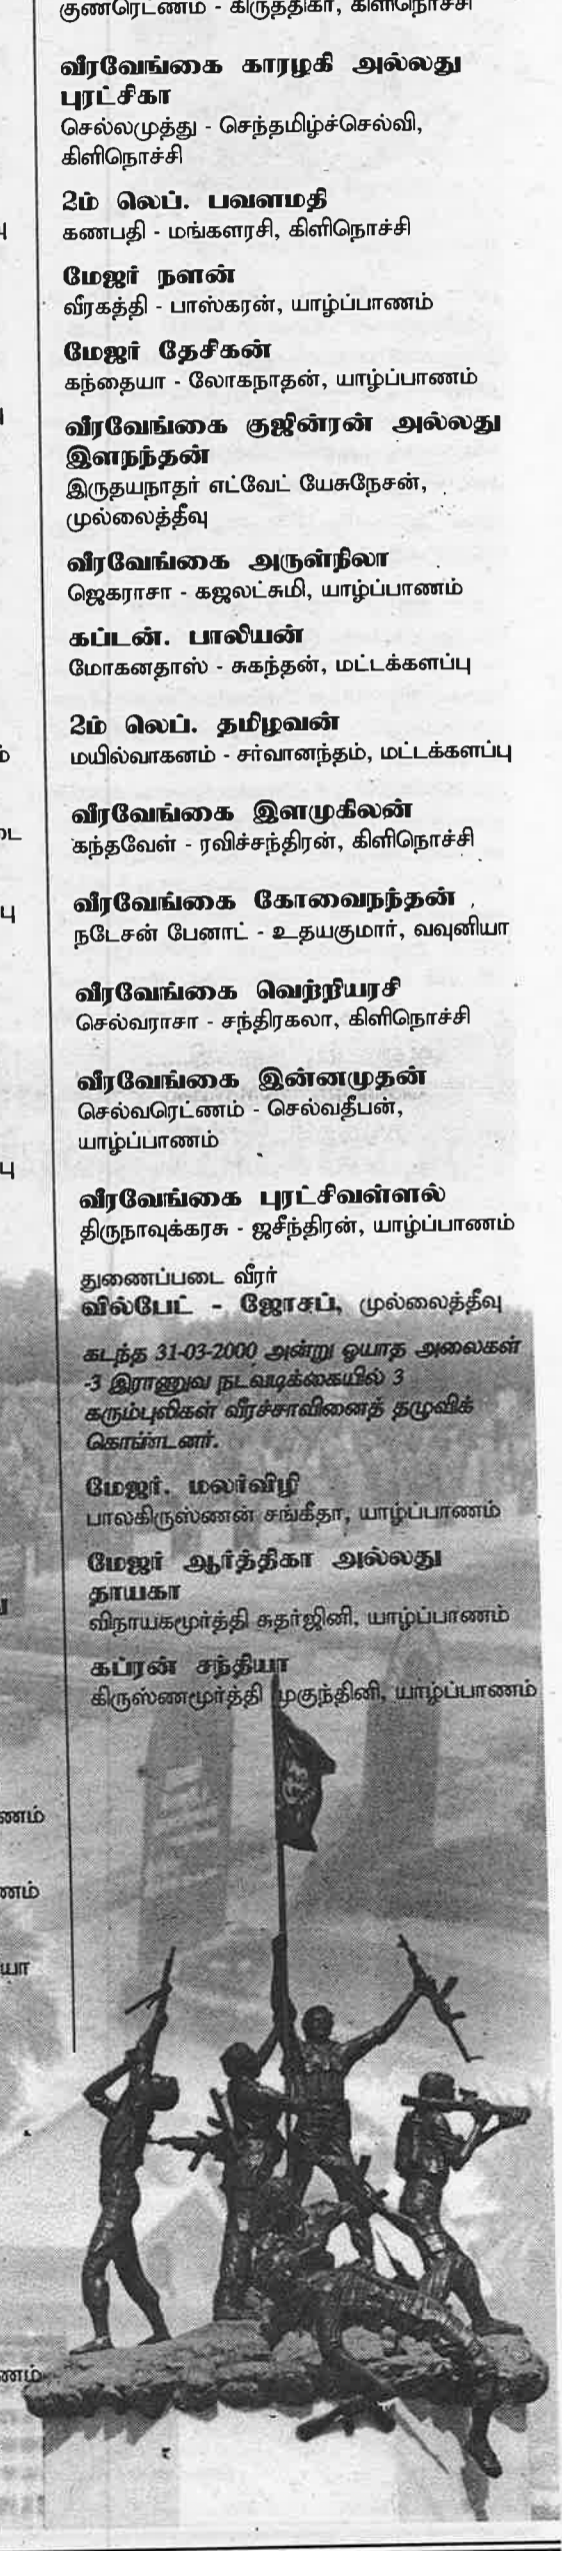 குணரெட்ணம் - கிருத்திகா, கிளிநொச்சி
வீரவேங்கை காரழகி அல்லது
புரட்சிகா
செல்லமுத்து - செந்தமிழ்ச்செல்வி,
கிளிநொச்சி
2ம் லெப். பவளமதி
கணபதி - மங்களரசி, கிளிநொச்சி
மேஜர் நளன்
வீரகத்தி - பாஸ்கரன், யாழ்ப்பாணம்
மேஜர் தேசிகன்
கந்தையா - லோகநாதன், யாழ்ப்பாணம்
வீரவேங்கை குஜின்ரன் அல்லது
இளநந்தன்
இருதயநாதர் எட்வேட் யேசுநேசன்,
முல்லைத்தீவு
வீரவேங்கை அருள்நிலா
ஜெகராசா - கஜலட்சுமி, யாழ்ப்பாணம்
கப்டன். பாலியன்
மோகனதாஸ் - சுகந்தன், மட்டக்களப்பு
2ம் லெப். தமிழவன்
மயில்வாகனம் - சர்வானந்தம், மட்டக்களப்பு
வீரவேங்கை இளமுகிலன்
கந்தவேள் - ரவிச்சந்திரன், கிளிநொச்சி
வீரவேங்கை கோவைநந்தன்
நடேசன் பேனாட் - உதயகுமார், வவுனியா
வீரவேங்கை வெற்றியரசி
செல்வராசா - சந்திரகலா, கிளிநொச்சி
வீரவேங்கை இன்னமுதன்
செல்வரெட்ணம் - செல்வதீபன்,
யாழ்ப்பாணம்
வீரவேங்கை புரட்சிவள்ளல்
திருநாவுக்கரசு - ஜசீந்திரன், யாழ்ப்பாணம்
துணைப்படை வீரர்
வில்பேட் - ஜோசப், முல்லைத்தீவு
கடந்த 31-03-2000 அன்று ஓயாத அலைகள்
-3 இராணுவ நடவடிக்கையில் 3
கரும்புலிகள் வீரச்சாவினைத் தழுவிக்
கொண்டனர்.
மேஜர். மலர்விழி
பாலகிருஸ்ணன் சங்கீதா, யாழ்ப்பாணம்
மேஜர் ஆர்த்திகா அல்லது
தாயகா
விநாயகமூர்த்தி சுதர்ஜினி, யாழ்ப்பாணம்
கப்ரன் சந்தியா
கிருஸ்ணமூர்த்தி முகுந்தினி, யாழ்ப்பாணம்